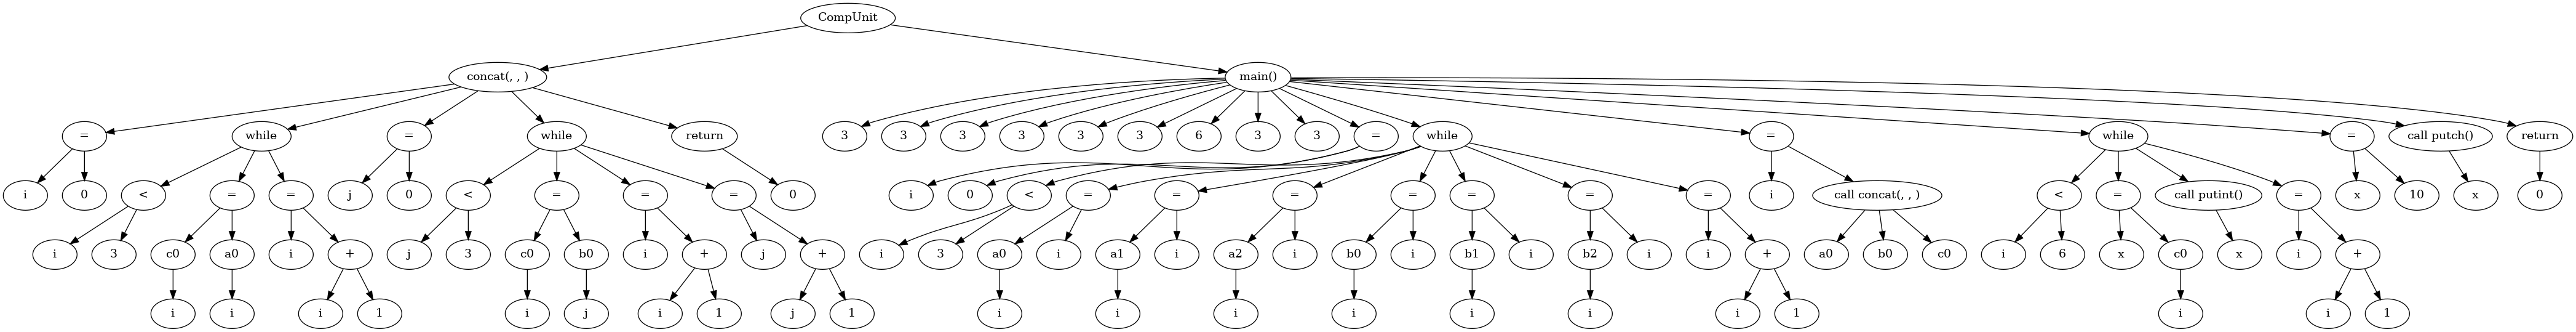 CompUnit
concat(, , ) main()
= while = while return 3 3 3 3 3 3 6 3 3 = while = while = call putch() return
i 0 < = = j 0 < = = = 0 i 0 < = = = = = = = i call concat(, , ) < = call putint() = x 10 x 0
i 3 c0 a0 i + j 3 c0 b0 i + j + i 3 a0 i a1 i a2 i b0 i b1 i b2 i i + a0 b0 c0 i 6 x c0 x i +
i i i 1 i j i 1 j 1 i i i i i i i 1 i i 1